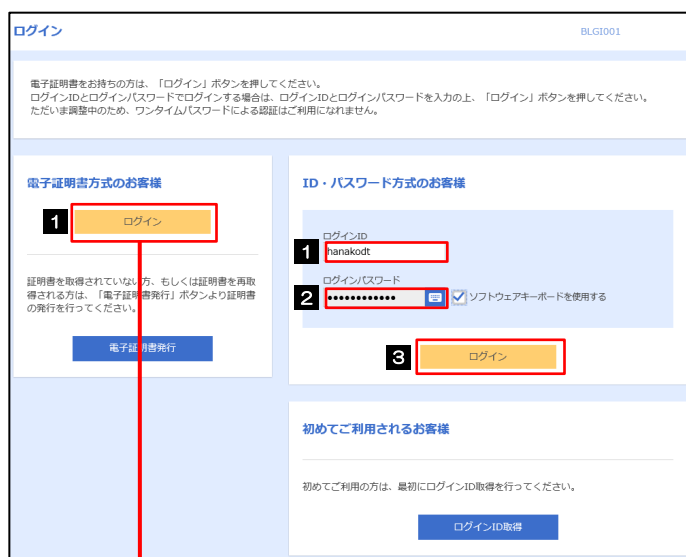 ログイン
BLGI001
電子証明書をお持ちの方は、「ログイン」ボタンを押してください。
ログインIDとログインパスワードでログインする場合は、ログインIDとログインパスワードを入力の上、「ログイン」ボタンを押してください。
ただいま調整中のため、ワンタイムパスワードによる認証はご利用になれません。
電子証明書方式のお客様
1
ログイン
証明書を取得されていない方、もしくは証明書を再取
得される方は、「電子証明書発行」ボタンより証明書
の発行を行ってください。
電子証明書発行
ID・パスワード方式のお客様
ログインID
1
hanakodt
ログインパスワード
2
••••••••••••
ソフトウェアキーボードを使用する
3
ログイン
初めてご利用されるお客様
初めてご利用の方は、最初にログインID取得を行ってください。
ログインID取得